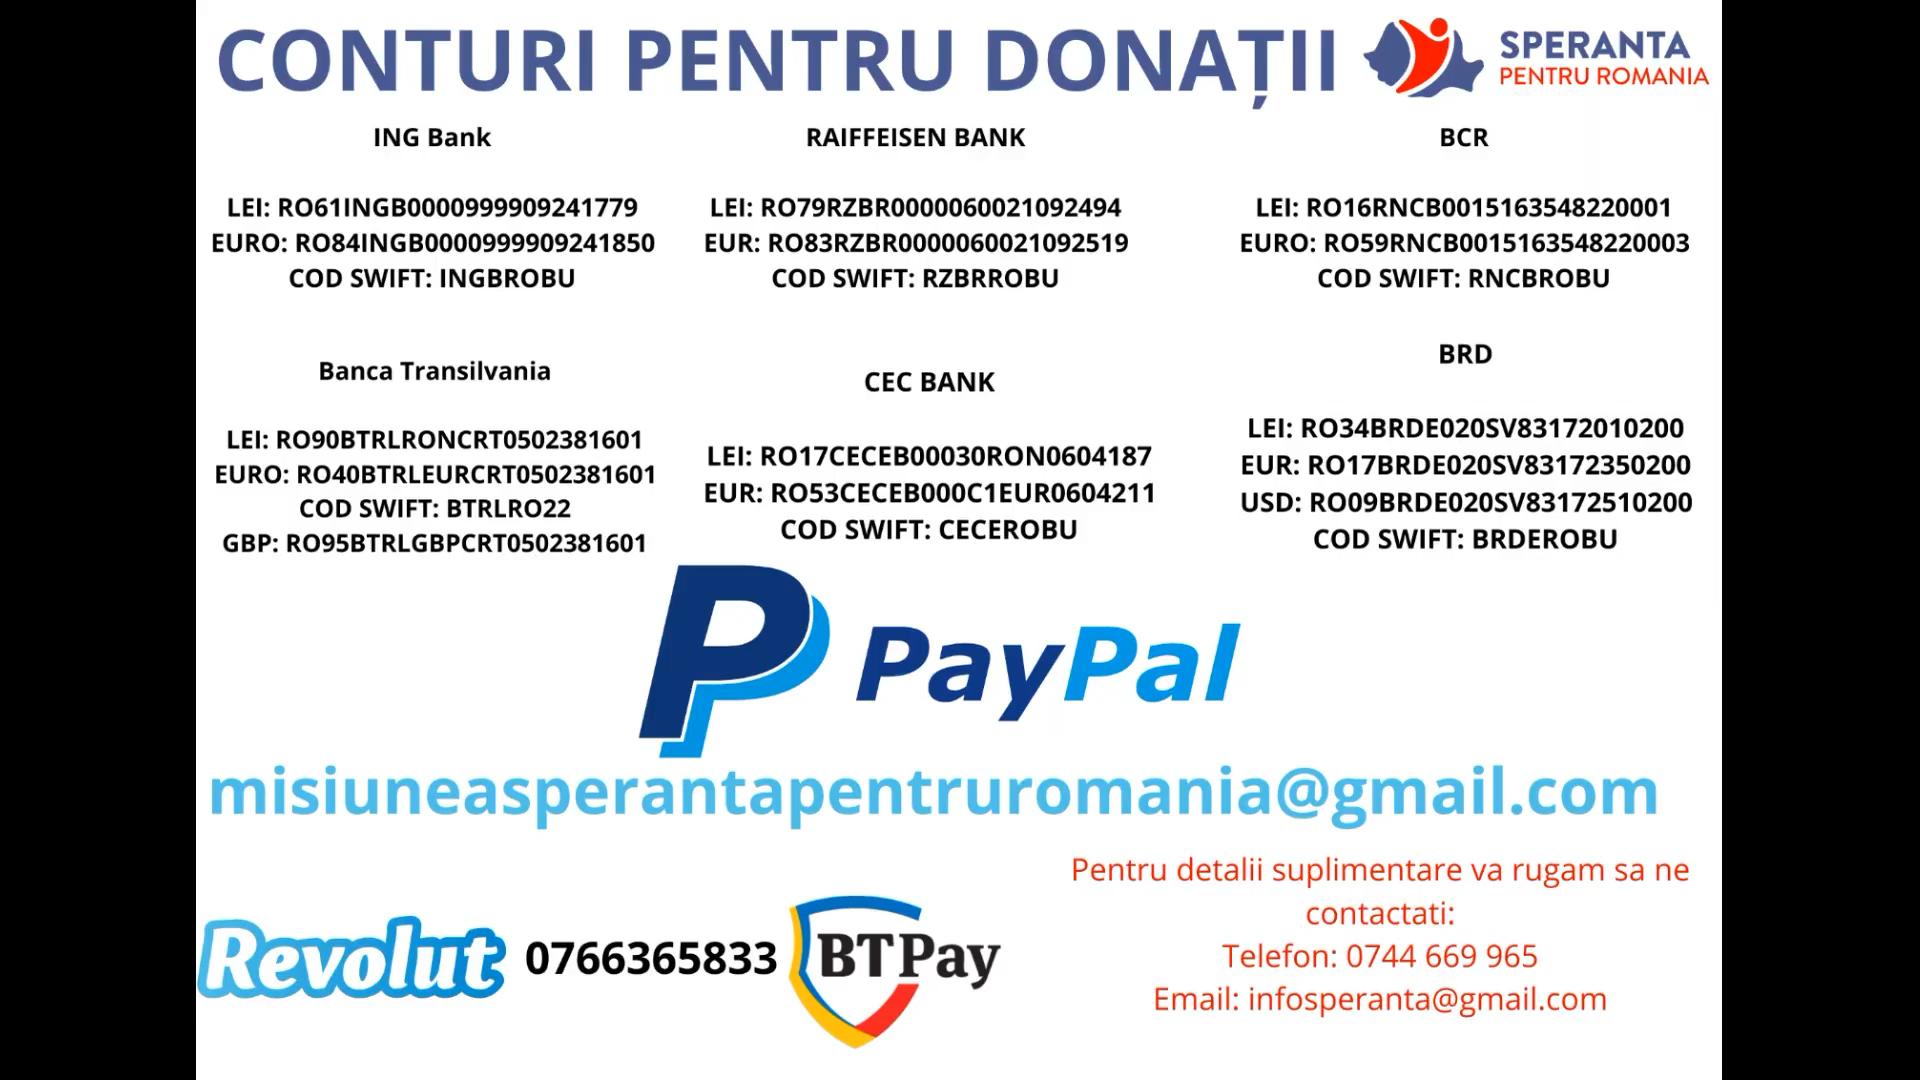 CONTURI PENTRU DONAȚII
SPERANTA
PENTRU ROMANIA
ING Bank
LEI: RO61INGB0000999909241779
EURO: RO84INGB0000999909241850
COD SWIFT: INGBROBU
RAIFFEISEN BANK
LEI: RO79RZBR0000060021092494
EUR: RO83RZBR0000060021092519
COD SWIFT: RZBRROBU
BCR
LEI: RO16RNCB0015163548220001
EURO: RO59RNCB0015163548220003
COD SWIFT: RNCBROBU
Banca Transilvania
LEI: RO90BTRLRONCRT0502381601
EURO: RO40BTRLEURCRT0502381601
COD SWIFT: BTRLRO22
GBP: RO95BTRLGBPCRT0502381601
CEC BANK
LEI: RO17CECEB00030RON0604187
EUR: RO53CECEB000C1EUR0604211
COD SWIFT: CECEROBU
BRD
LEI: RO34BRDE020SV83172010200
EUR: RO17BRDE020SV83172350200
USD: RO09BRDE020SV83172510200
COD SWIFT: BRDEROBU
PayPal
misiuneasperantapentruromania@gmail.com
Revolut 0766365833 BT Pay
Pentru detalii suplimentare va rugam sa ne
contactati:
Telefon: 0744 669 965
Email: infosperanta@gmail.com